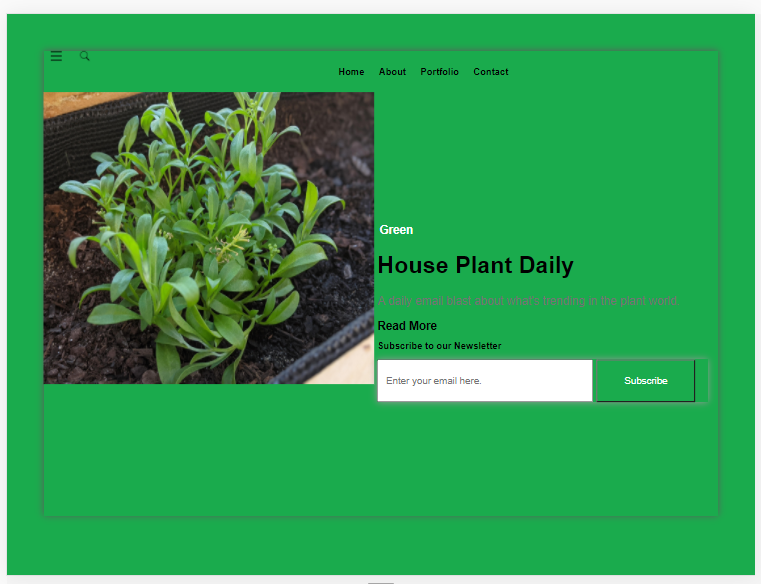 Home About Portfolio Contact
Green
House Plant Daily
A daily email blast about what's trending in the plant world.
Read More
Subscribe to our Newsletter
Enter your email here. Subscribe